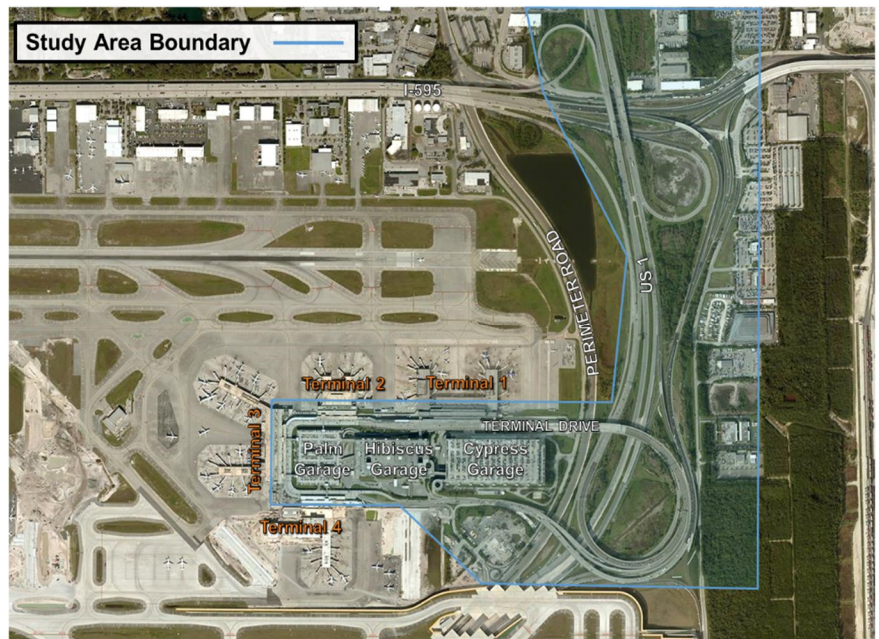 Study Area Boundary
I-595
PERIMETER ROAD
US 1
Terminal 2
Terminal 1
Terminal 3
TERMINAL DRIVE
Palm
Garage
Hibiscus
Garage
Cypress
Garage
Terminal 4